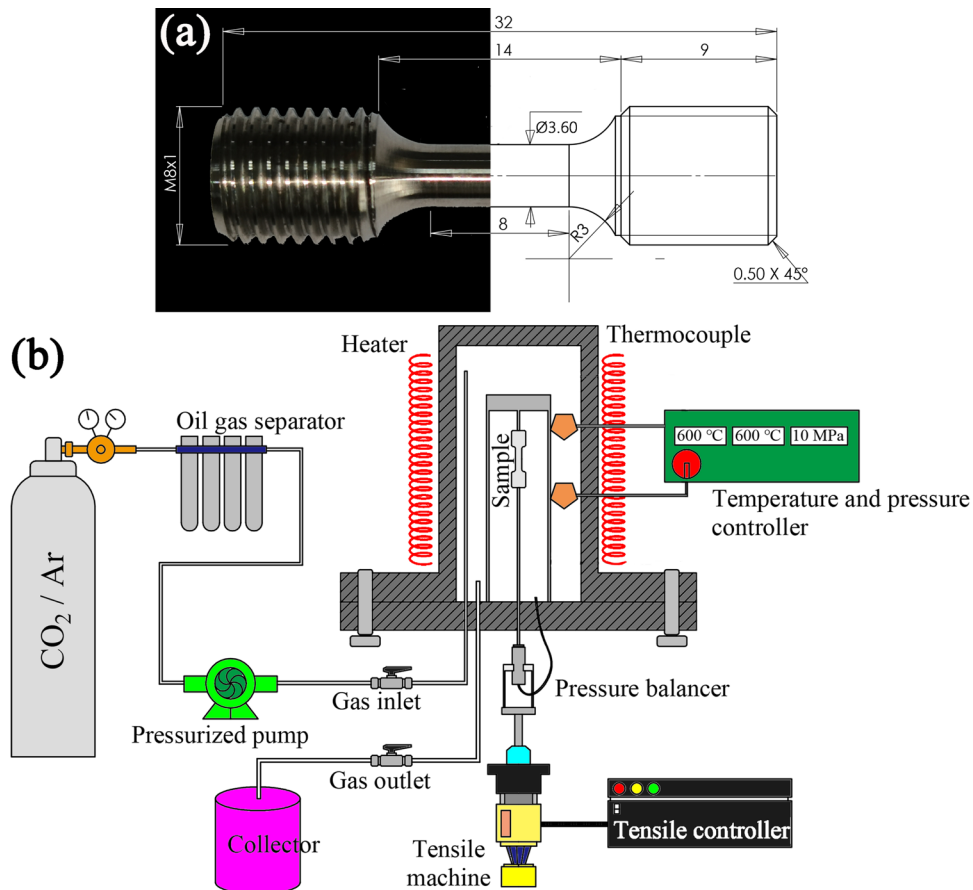 (a)
32
14
9
Ø3.60
M8x1
8
R3
0.50 X 45°
(b)
Heater
Thermocouple
Oil gas separator
600 ℃
600 ℃
10 MPa
Sample
Temperature and pressure
controller
CO₂ / Ar
Gas inlet
Pressure balancer
Pressurized pump
Gas outlet
Collector
Tensile controller
Tensile
machine